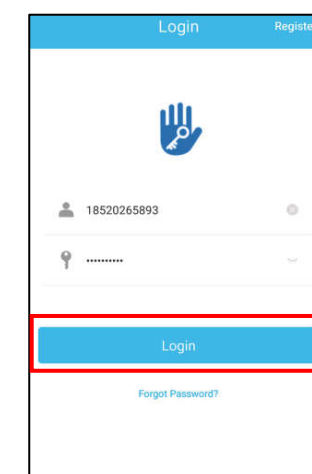 Login
Registe
18520265893
••••••••••
Login
Forgot Password?